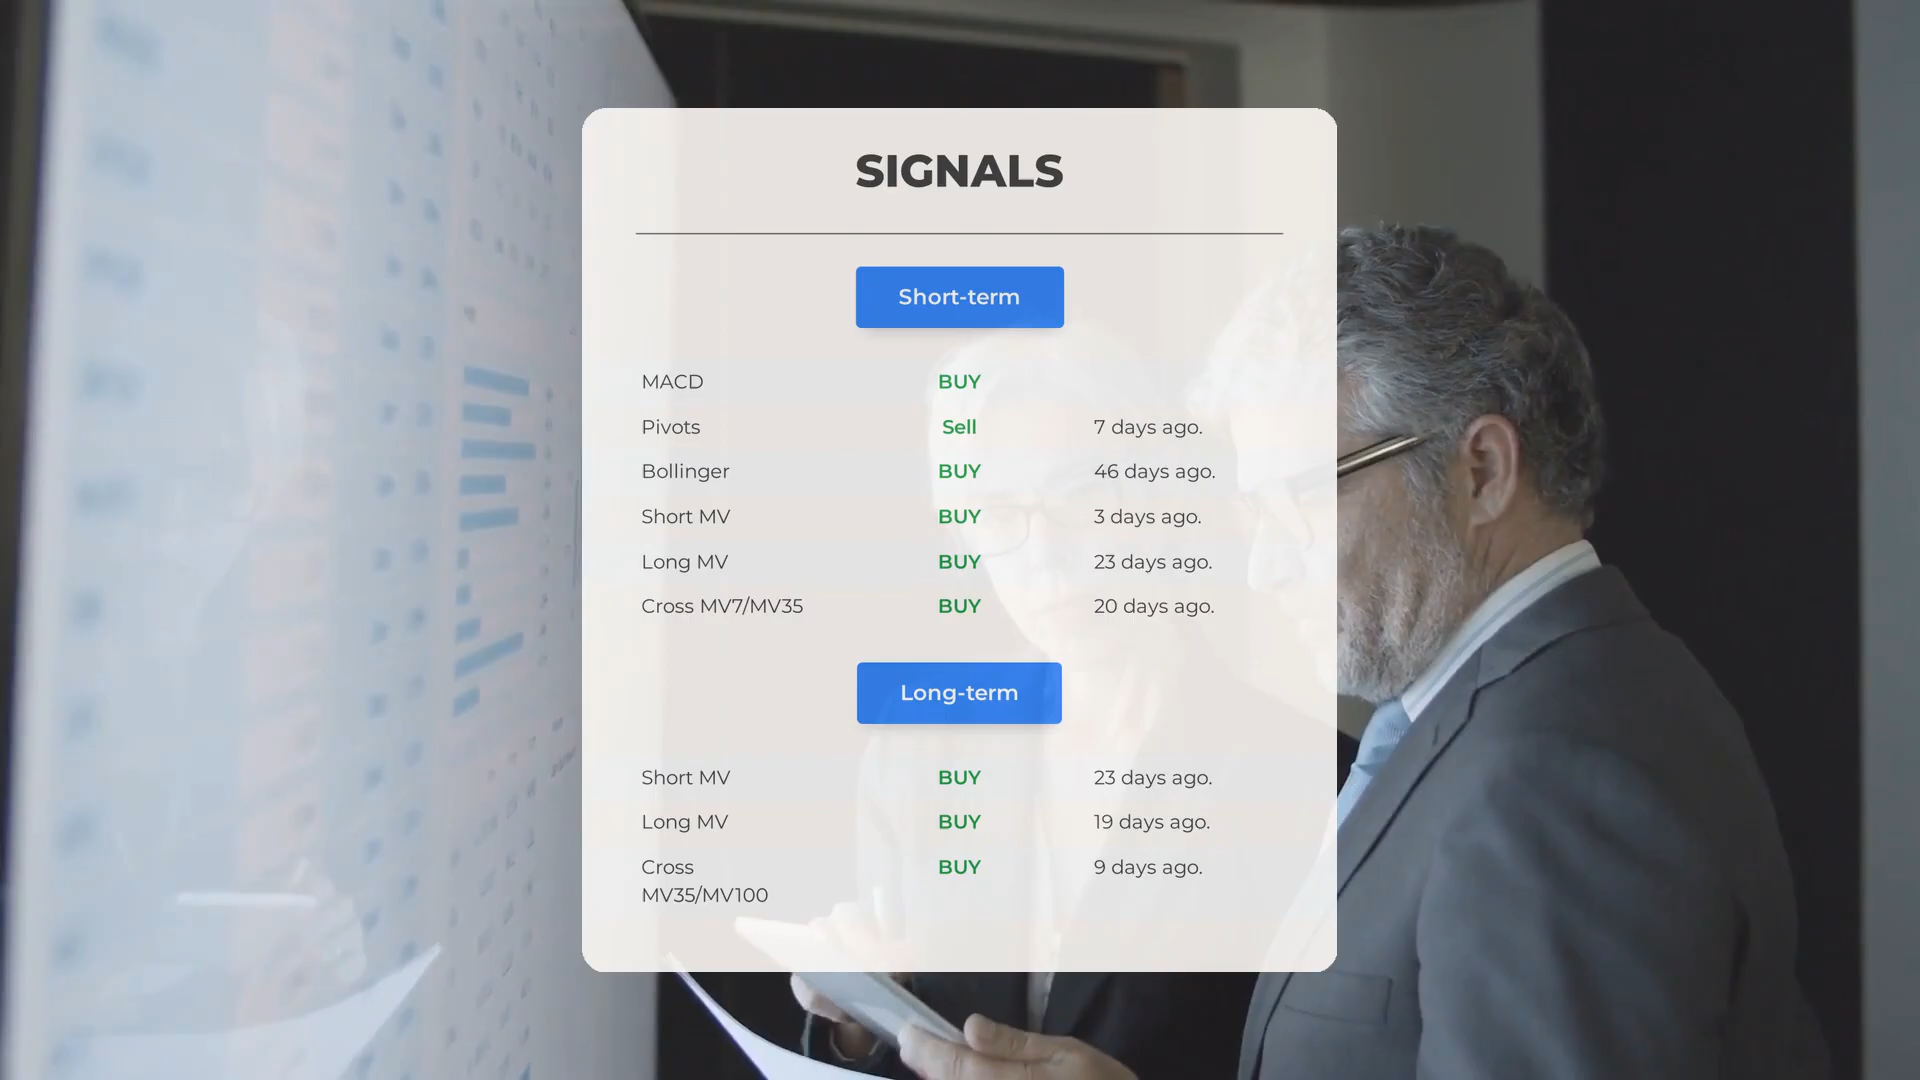 SIGNALS
Short-term
MACD BUY
Pivots Sell 7 days ago.
Bollinger BUY 46 days ago.
Short MV BUY 3 days ago.
Long MV BUY 23 days ago.
Cross MV7/MV35 BUY 20 days ago.
Long-term
Short MV BUY 23 days ago.
Long MV BUY 19 days ago.
Cross BUY 9 days ago.
MV35/MV100